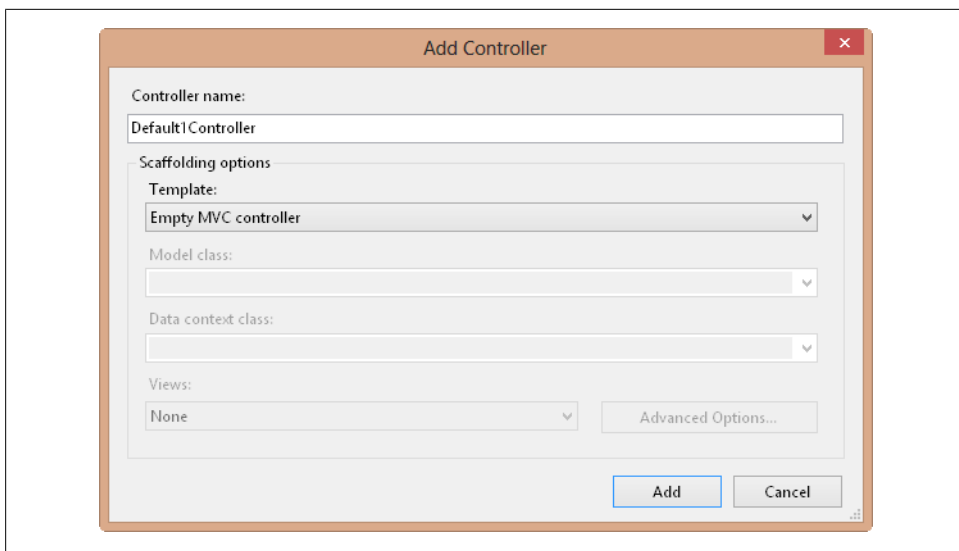 Add Controller
Controller name:
Default1Controller
Scaffolding options
Template:
Empty MVC controller
Model class:
Data context class:
Views:
None
Advanced Options...
Add
Cancel